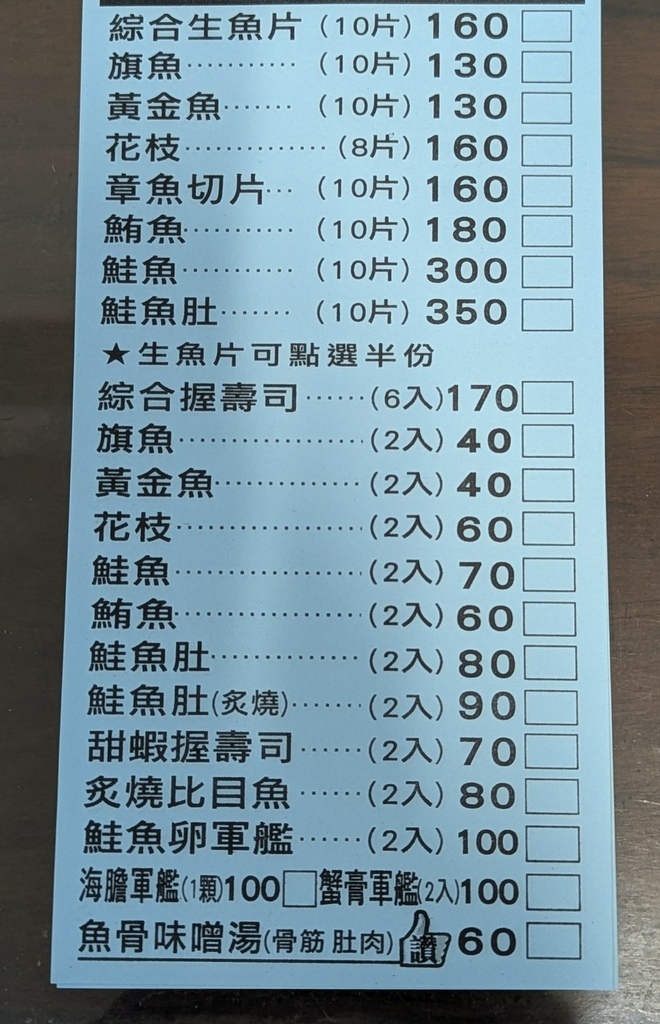 綜合生魚片(10片)160
旗魚··········(10片)130
黃金魚·······(10片)130
花枝·············(8片)160
章魚切片···(10片)160
鮪魚··········(10片)180
鮭魚··········(10片)300
鮭魚肚·······(10片)350
★生魚片可點選半份
綜合握壽司······(6入)170
旗魚·················(2入)40
黃金魚··············(2入)40
花枝·················(2入)60
鮭魚·················(2入)70
鮪魚·················(2入)60
鮭魚肚··············(2入)80
鮭魚肚(炙燒)·······(2入)90
甜蝦握壽司······(2入)70
炙燒比目魚······(2入)80
鮭魚卵軍艦······(2入)100
海膽軍艦(1顆)100 蟹膏軍艦(2入)100
魚骨味噌湯(骨筋 肚肉) 讚 60